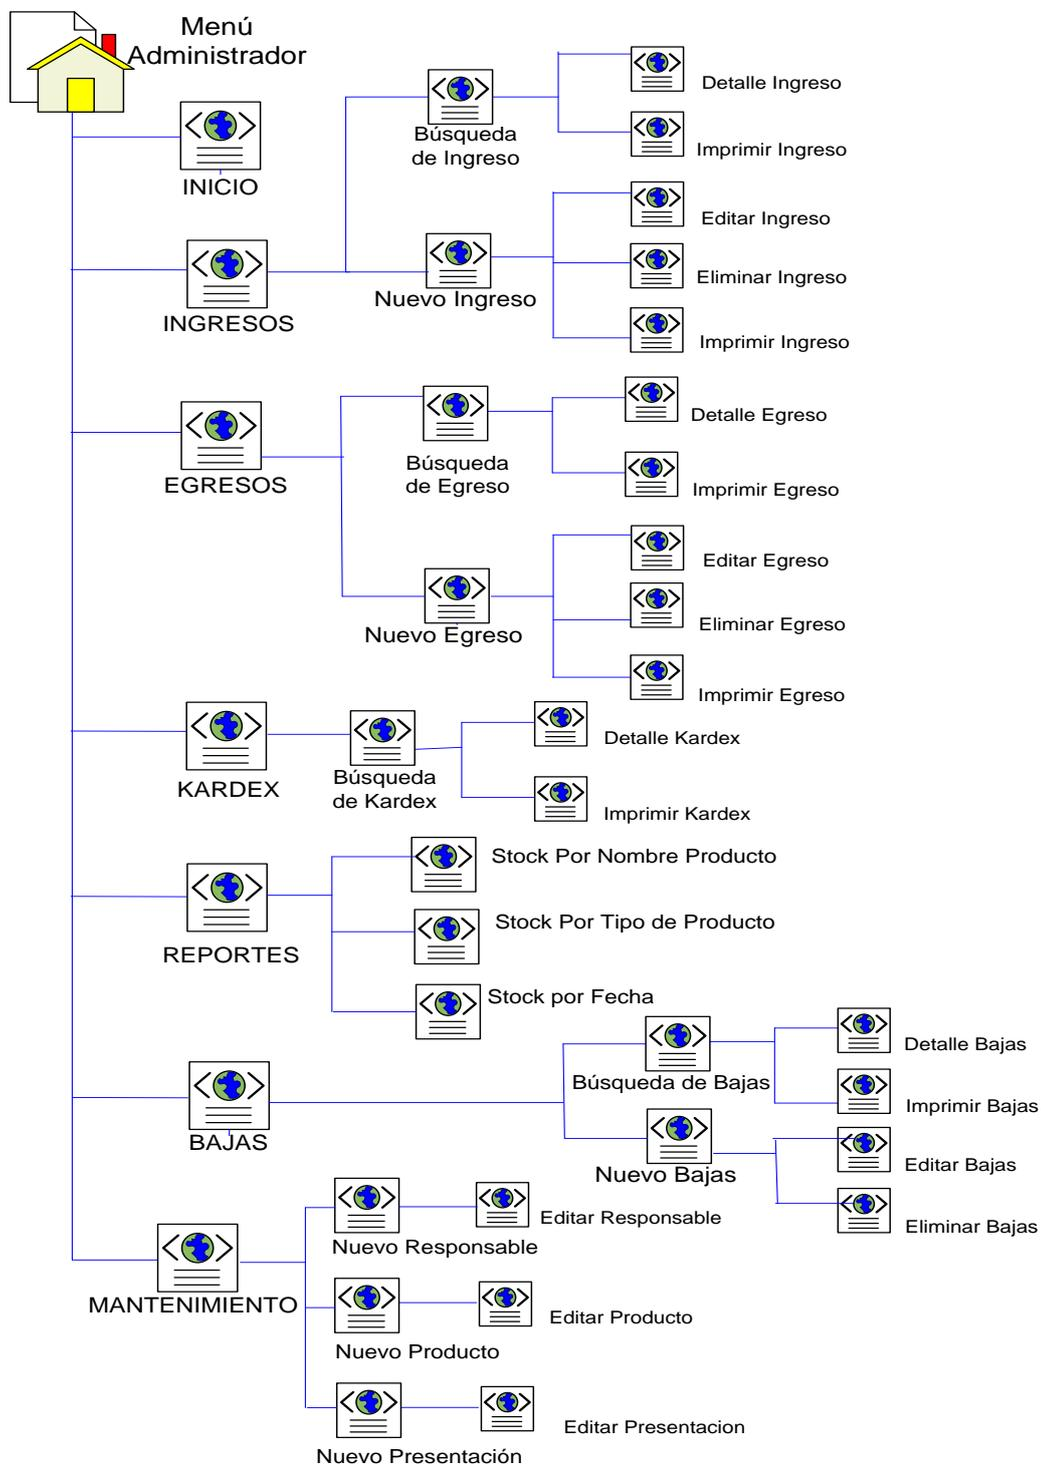 Menú
Administrador
INICIO
INGRESOS
Búsqueda
de Ingreso
Detalle Ingreso
Imprimir Ingreso
Nuevo Ingreso
Editar Ingreso
Eliminar Ingreso
Imprimir Ingreso
EGRESOS
Búsqueda
de Egreso
Detalle Egreso
Imprimir Egreso
Nuevo Egreso
Editar Egreso
Eliminar Egreso
Imprimir Egreso
KARDEX
Búsqueda
de Kardex
Detalle Kardex
Imprimir Kardex
REPORTES
Stock Por Nombre Producto
Stock Por Tipo de Producto
Stock por Fecha
BAJAS
Búsqueda de Bajas
Detalle Bajas
Imprimir Bajas
Nuevo Bajas
Editar Bajas
Eliminar Bajas
MANTENIMIENTO
Nuevo Responsable
Editar Responsable
Nuevo Producto
Editar Producto
Nuevo Presentación
Editar Presentacion